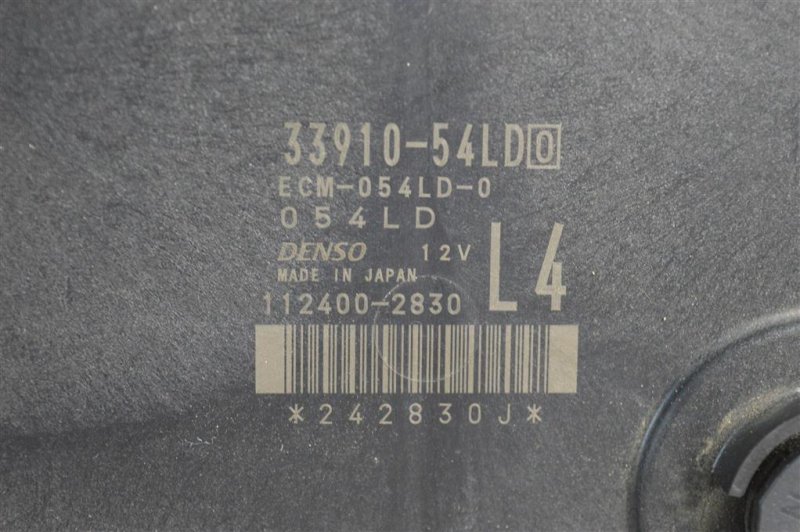 33910-54LD0
ECM-054LD-0
054LD
DENSO 12V L4
MADE IN JAPAN
112400-2830
*242830J*